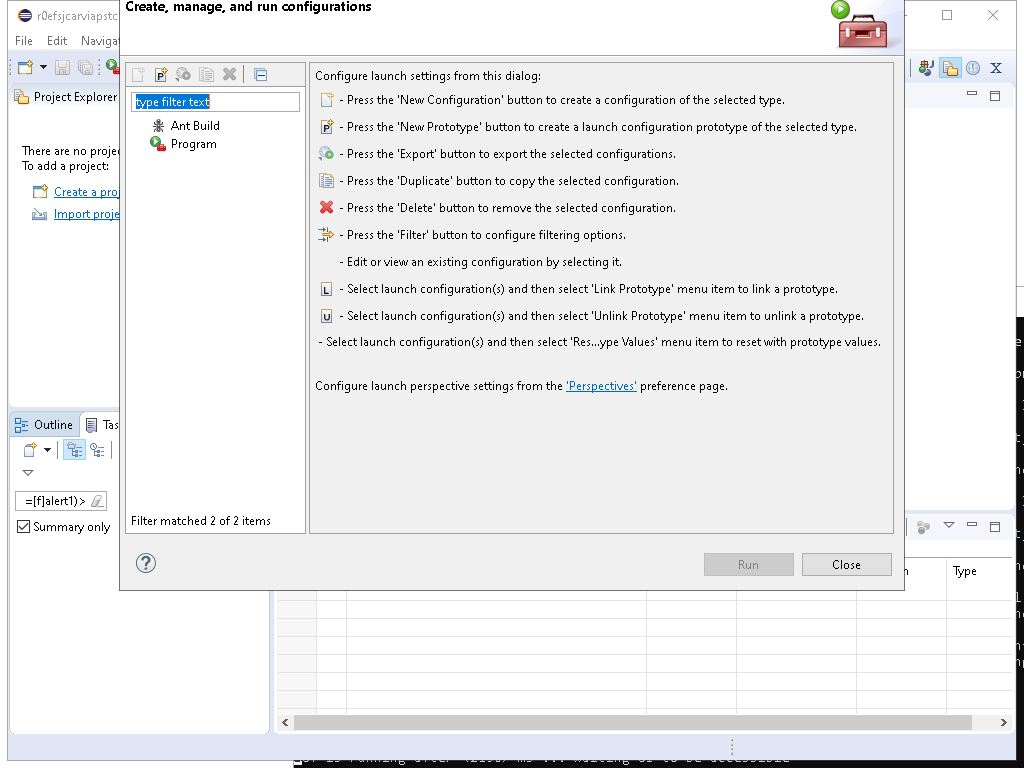 Create, manage, and run configurations
r0efsjcarviapstc
File Edit Naviga
Project Explorer
type filter text
Ant Build
Program
Configure launch settings from this dialog:
- Press the 'New Configuration' button to create a configuration of the selected type.
- Press the 'New Prototype' button to create a launch configuration prototype of the selected type.
- Press the 'Export' button to export the selected configurations.
- Press the 'Duplicate' button to copy the selected configuration.
- Press the 'Delete' button to remove the selected configuration.
- Press the 'Filter' button to configure filtering options.
- Edit or view an existing configuration by selecting it.
L - Select launch configuration(s) and then select 'Link Prototype' menu item to link a prototype.
U - Select launch configuration(s) and then select 'Unlink Prototype' menu item to unlink a prototype.
- Select launch configuration(s) and then select 'Res...ype Values' menu item to reset with prototype values.
Configure launch perspective settings from the 'Perspectives' preference page.
There are no projec
To add a project:
Create a proj
Import proje
Outline Tas
=[f]alert1)>
Summary only
Filter matched 2 of 2 items
Run Close
Type